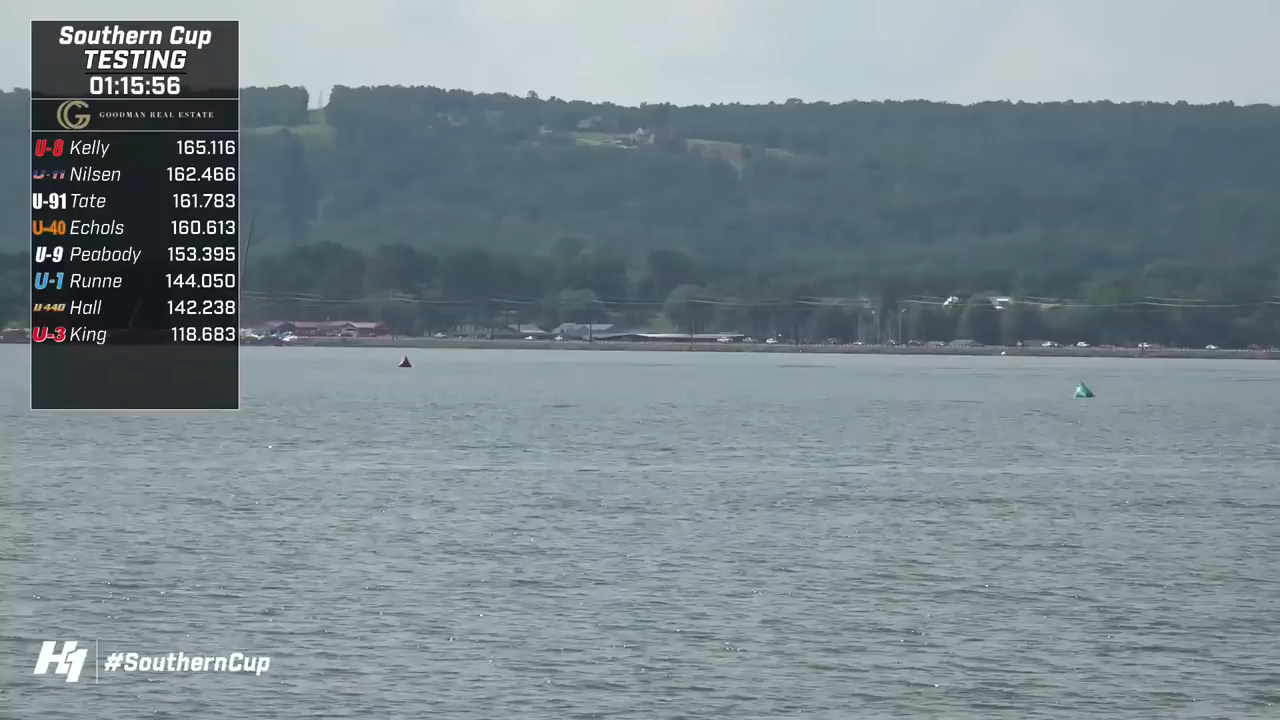 Southern Cup
TESTING
01:15:56
GOODMAN REAL ESTATE
U-8 Kelly 165.116
U-11 Nilsen 162.466
U-91 Tate 161.783
U-40 Echols 160.613
U-9 Peabody 153.395
U-1 Runne 144.050
U-440 Hall 142.238
U-3 King 118.683
H1 #SouthernCup